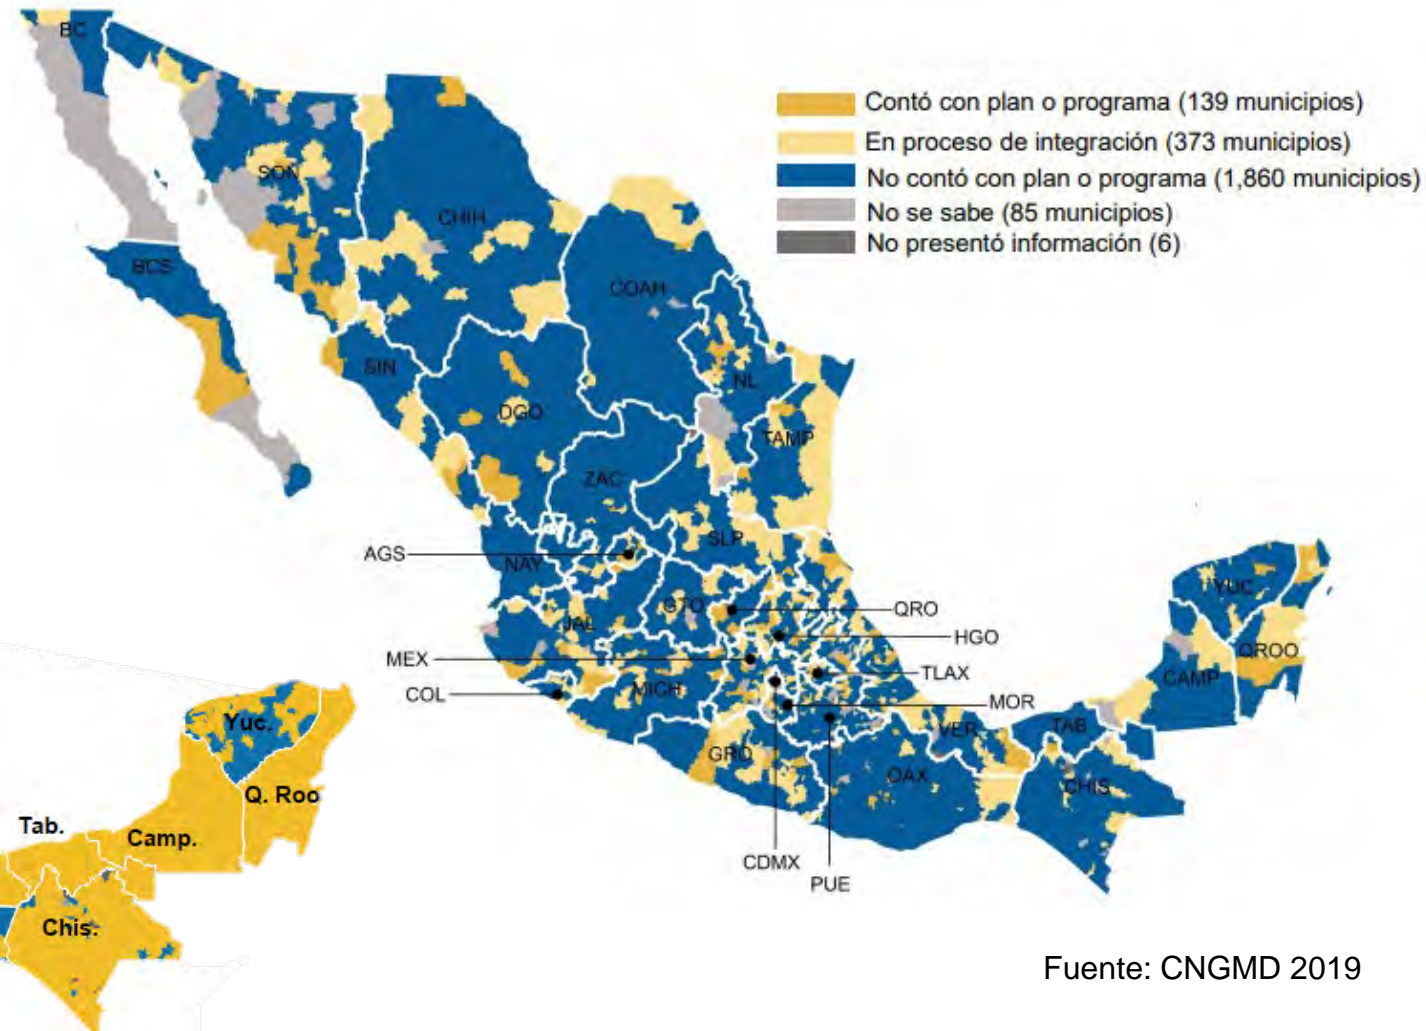 BC
Contó con plan o programa (139 municipios)
En proceso de integración (373 municipios)
No contó con plan o programa (1,860 municipios)
No se sabe (85 municipios)
No presentó información (6)
SON
CHIH
BCS
COAH
SIN
NL
DGO
TAMP
ZAC
SLP
AGS
NAY
YUC
GTO
QRO
JAL
HGO
QROO
MEX
TLAX
CAMP
COL
MICH
MOR
VER
TAB
GRO
OAX
CHIS
CDMX
PUE
Yuc.
Q. Roo
Tab.
Camp.
Chis.
Fuente: CNGMD 2019